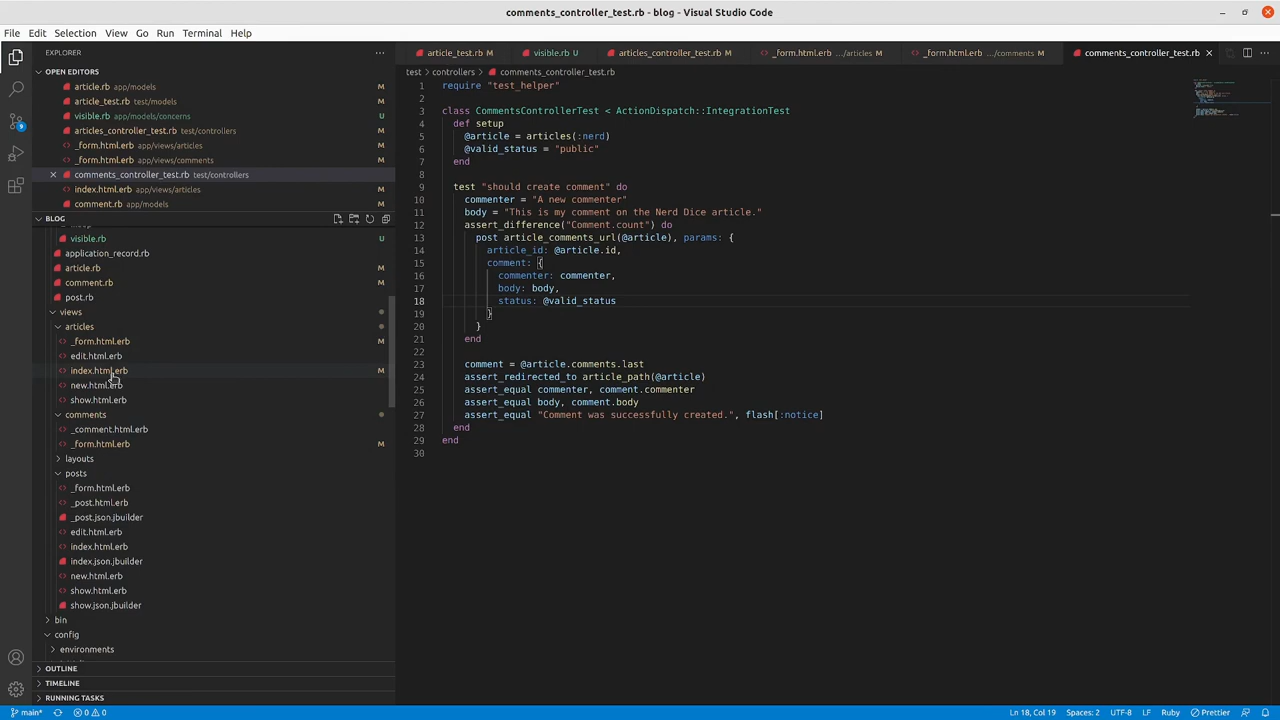 comments_controller_test.rb - blog - Visual Studio Code
File Edit Selection View Go Run Terminal Help
EXPLORER
OPEN EDITORS
article.rb app/models M
article_test.rb test/models M
visible.rb app/models/concerns U
articles_controller_test.rb test/controllers M
_form.html.erb app/views/articles M
_form.html.erb app/views/comments M
comments_controller_test.rb test/controllers M
index.html.erb app/views/articles M
comment.rb app/models M
BLOG
visible.rb U
application_record.rb
article.rb M
comment.rb M
post.rb
views
articles
_form.html.erb M
edit.html.erb
index.html.erb M
new.html.erb
show.html.erb
comments
_comment.html.erb
_form.html.erb M
layouts
posts
_form.html.erb
_post.html.erb
_post.json.jbuilder
edit.html.erb
index.html.erb
index.json.jbuilder
new.html.erb
show.html.erb
show.json.jbuilder
bin
config
environments
OUTLINE
TIMELINE
RUNNING TASKS
9
article_test.rb M visible.rb U articles_controller_test.rb M _form.html.erb .../articles M _form.html.erb .../comments M comments_controller_test.rb
test > controllers > comments_controller_test.rb
1 require "test_helper"
2
3 class CommentsControllerTest < ActionDispatch::IntegrationTest
4 def setup
5 @article = articles(:nerd)
6 @valid_status = "public"
7 end
8
9 test "should create comment" do
10 commenter = "A new commenter"
11 body = "This is my comment on the Nerd Dice article."
12 assert_difference("Comment.count") do
13 post article_comments_url(@article), params: {
14 article_id: @article.id,
15 comment: {
16 commenter: commenter,
17 body: body,
18 status: @valid_status
19 }
20 }
21 end
22
23 comment = @article.comments.last
24 assert_redirected_to article_path(@article)
25 assert_equal commenter, comment.commenter
26 assert_equal body, comment.body
27 assert_equal "Comment was successfully created.", flash[:notice]
28 end
29 end
30
main* 0 0 Ln 18, Col 19 Spaces: 2 UTF-8 LF Ruby Prettier